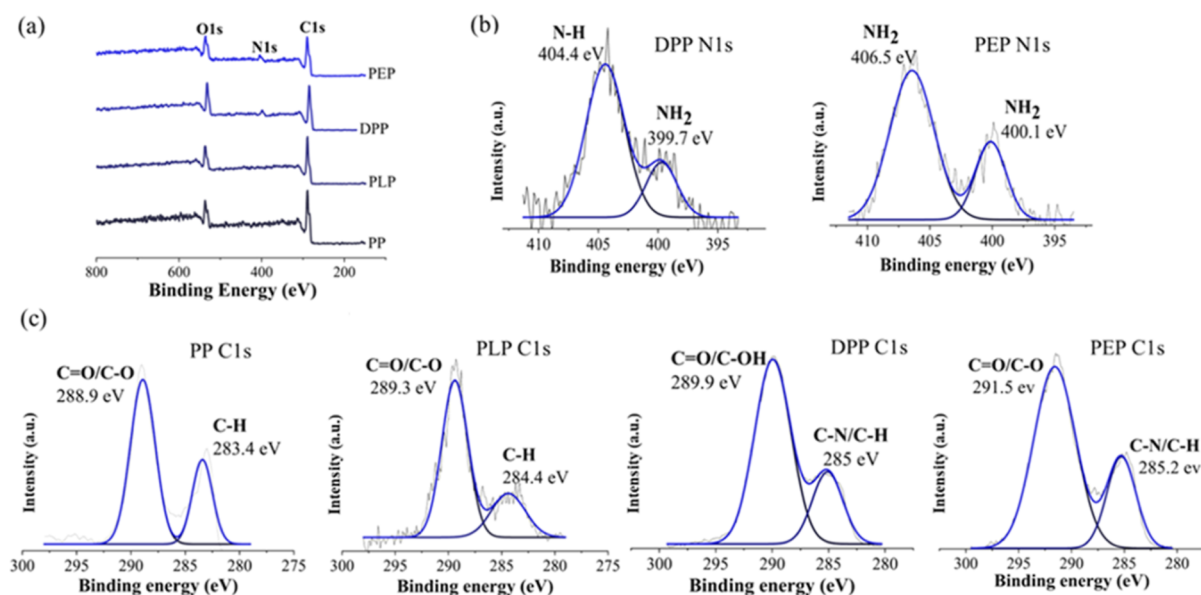 (a)
O1s
N1s
C1s
PEP
DPP
PLP
PP
800
600
400
200
Binding Energy (eV)
(b)
N-H
404.4 eV
DPP N1s
NH2
399.7 eV
Intensity (a.u.)
410
405
400
395
Binding energy (eV)
NH2
406.5 eV
PEP N1s
NH2
400.1 eV
Intensity (a.u.)
410
405
400
395
Binding energy (eV)
(c)
PP C1s
C=O/C-O
288.9 eV
C-H
283.4 eV
Intensity (a.u.)
300
295
290
285
280
275
Binding energy (eV)
PLP C1s
C=O/C-O
289.3 eV
C-H
284.4 eV
Intensity (a.u.)
300
295
290
285
280
275
Binding energy (eV)
DPP C1s
C=O/C-OH
289.9 eV
C-N/C-H
285 eV
Intensity (a.u.)
300
295
290
285
280
Binding energy (eV)
PEP C1s
C=O/C-O
291.5 ev
C-N/C-H
285.2 ev
Intensity (a.u.)
300
295
290
285
280
Binding energy (eV)